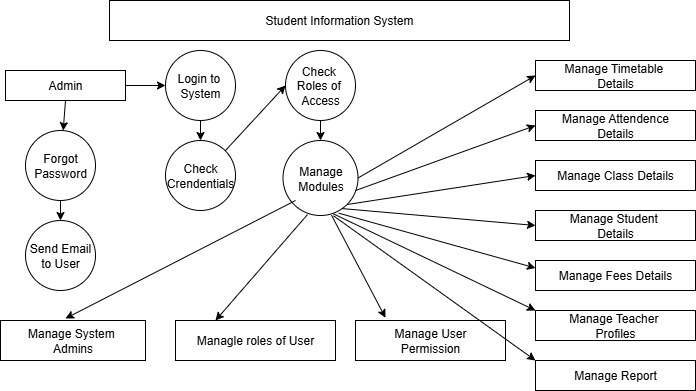 Student Information System
Admin
Login to
System
Check
Roles of
Access
Manage Timetable
Details
Manage Attendence
Details
Forgot
Password
Check
Crendentials
Manage
Modules
Manage Class Details
Manage Student
Details
Send Email
to User
Manage Fees Details
Manage Teacher
Profiles
Manage System
Admins
Managle roles of User
Manage User
Permission
Manage Report